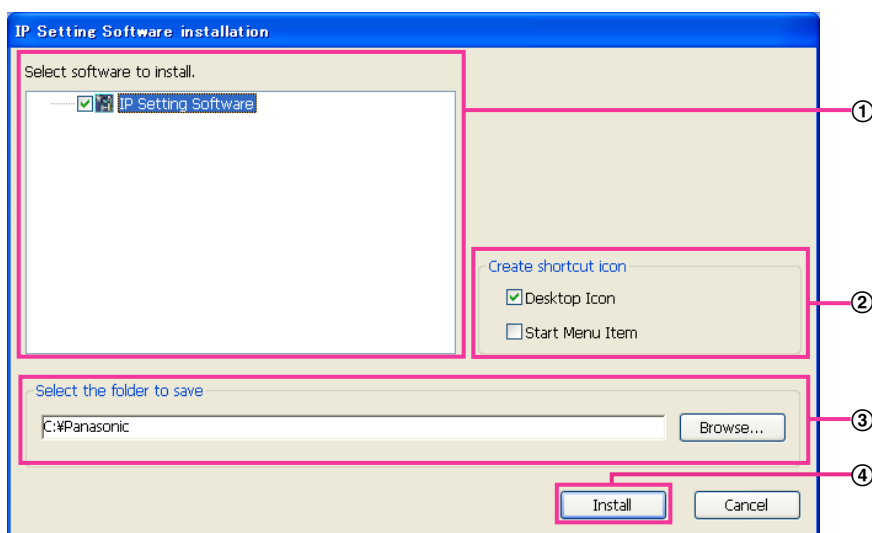 IP Setting Software installation
Select software to install.
IP Setting Software
①
Create shortcut icon
Desktop Icon
Start Menu Item
②
Select the folder to save
C:¥Panasonic
Browse...
③
④
Install
Cancel